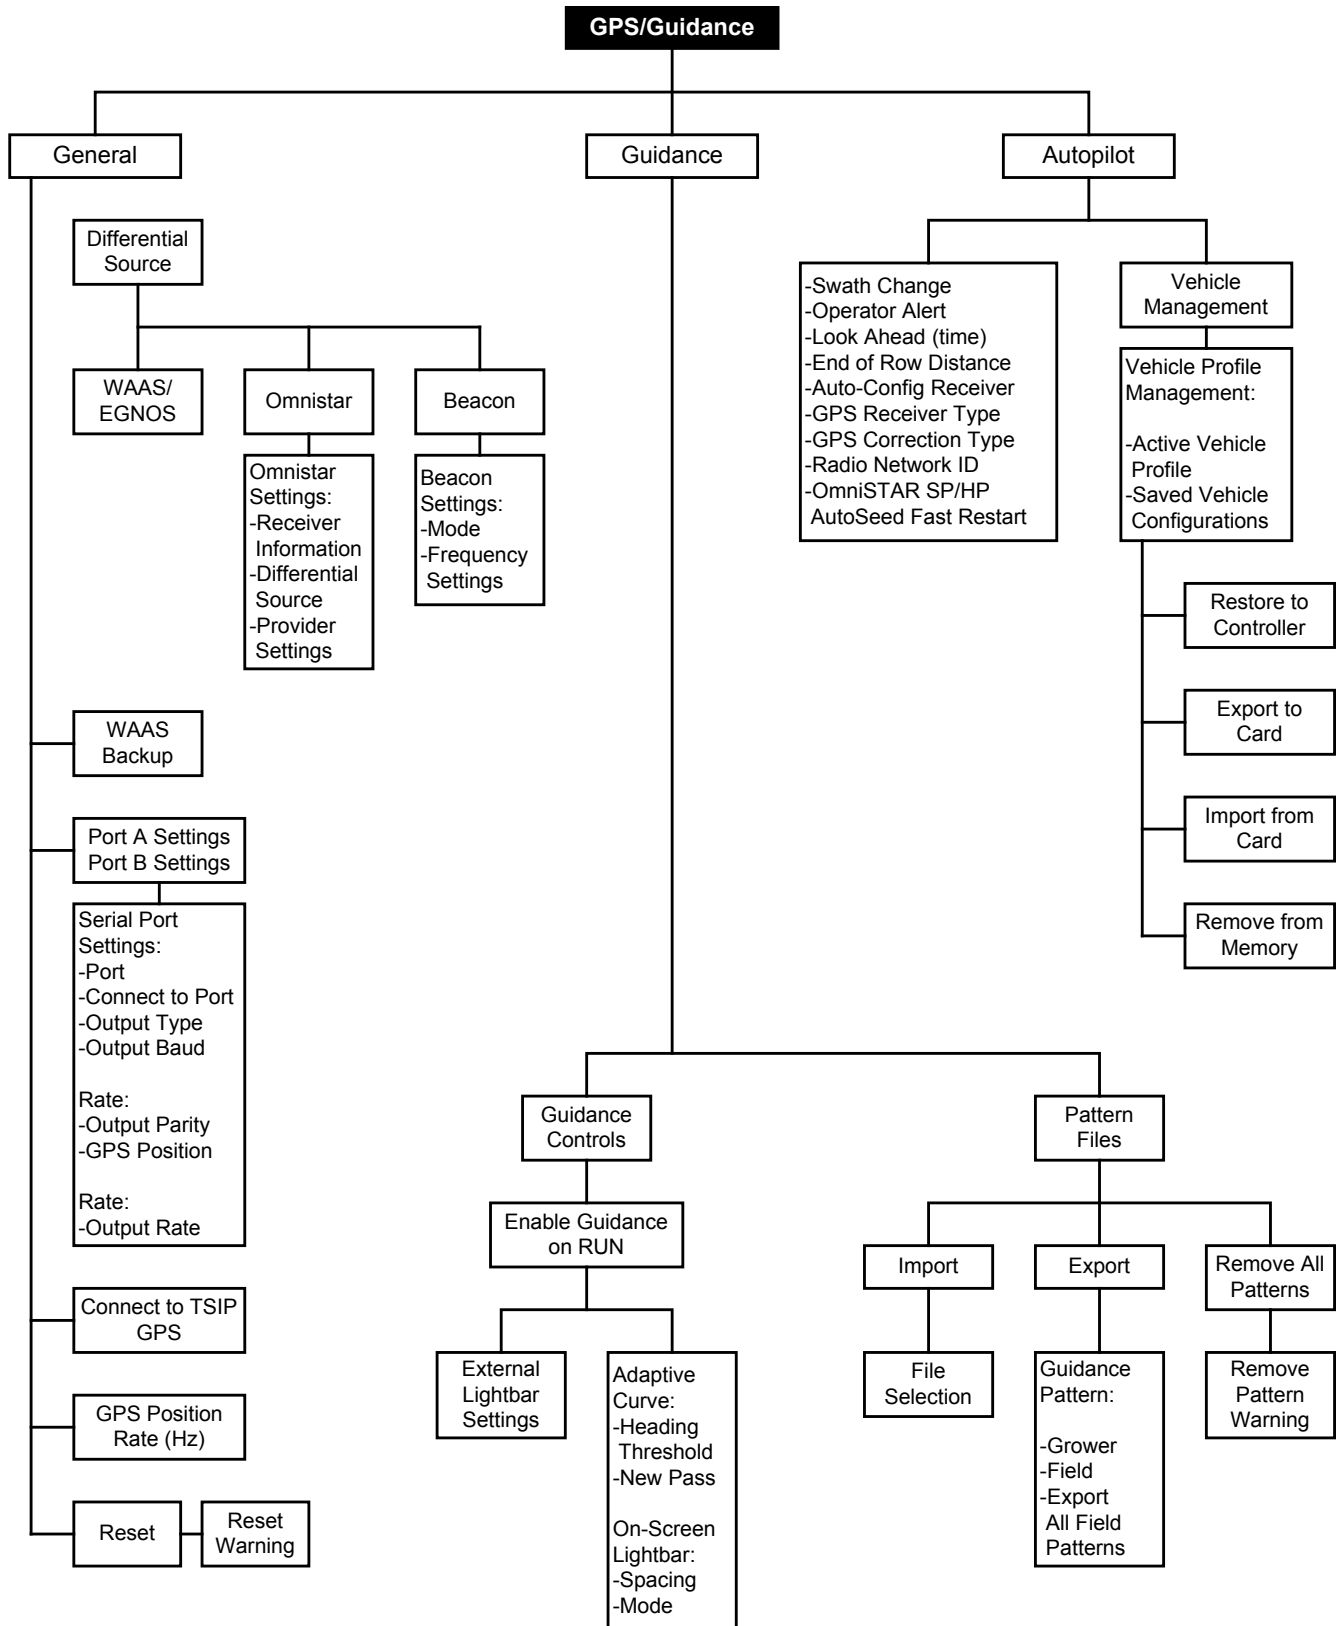 GPS/Guidance
General
Guidance
Autopilot
Differential
Source
WAAS/
EGNOS
Omnistar
Beacon
Omnistar
Settings:
-Receiver
Information
-Differential
Source
-Provider
Settings
Beacon
Settings:
-Mode
-Frequency
Settings
WAAS
Backup
Port A Settings
Port B Settings
Serial Port
Settings:
-Port
-Connect to Port
-Output Type
-Output Baud
Rate:
-Output Parity
-GPS Position
Rate:
-Output Rate
Connect to TSIP
GPS
GPS Position
Rate (Hz)
Reset
Reset
Warning
Guidance
Controls
Enable Guidance
on RUN
External
Lightbar
Settings
Adaptive
Curve:
-Heading
Threshold
-New Pass
On-Screen
Lightbar:
-Spacing
-Mode
Pattern
Files
Import
File
Selection
Export
Guidance
Pattern:
-Grower
-Field
-Export
All Field
Patterns
Remove All
Patterns
Remove
Pattern
Warning
-Swath Change
-Operator Alert
-Look Ahead (time)
-End of Row Distance
-Auto-Config Receiver
-GPS Receiver Type
-GPS Correction Type
-Radio Network ID
-OmniSTAR SP/HP
AutoSeed Fast Restart
Vehicle
Management
Vehicle Profile
Management:
-Active Vehicle
Profile
-Saved Vehicle
Configurations
Restore to
Controller
Export to
Card
Import from
Card
Remove from
Memory